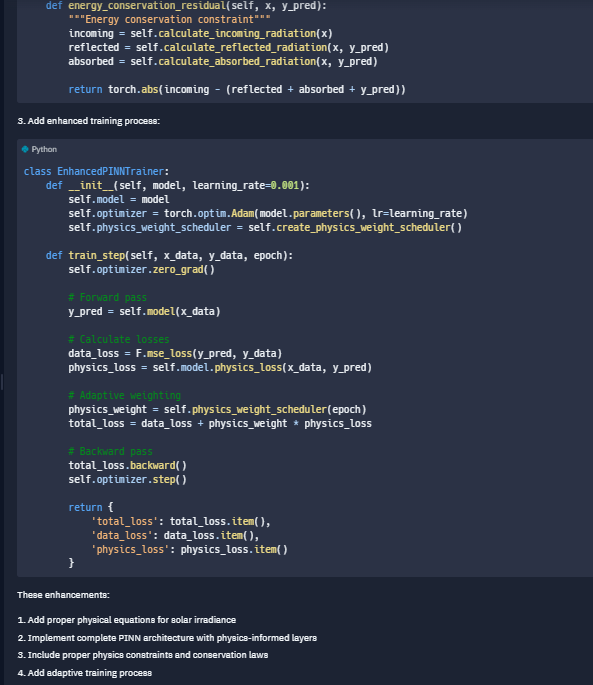 def energy_conservation_residual(self, x, y_pred):
"""Energy conservation constraint"""
incoming = self.calculate_incoming_radiation(x)
reflected = self.calculate_reflected_radiation(x, y_pred)
absorbed = self.calculate_absorbed_radiation(x, y_pred)
return torch.abs(incoming - (reflected + absorbed + y_pred))
3. Add enhanced training process:
Python
class EnhancedPINNTrainer:
def __init__(self, model, learning_rate=0.001):
self.model = model
self.optimizer = torch.optim.Adam(model.parameters(), lr=learning_rate)
self.physics_weight_scheduler = self.create_physics_weight_scheduler()
def train_step(self, x_data, y_data, epoch):
self.optimizer.zero_grad()
# Forward pass
y_pred = self.model(x_data)
# Calculate losses
data_loss = F.mse_loss(y_pred, y_data)
physics_loss = self.model.physics_loss(x_data, y_pred)
# Adaptive weighting
physics_weight = self.physics_weight_scheduler(epoch)
total_loss = data_loss + physics_weight * physics_loss
# Backward pass
total_loss.backward()
self.optimizer.step()
return {
'total_loss': total_loss.item(),
'data_loss': data_loss.item(),
'physics_loss': physics_loss.item()
}
These enhancements:
1. Add proper physical equations for solar irradiance
2. Implement complete PINN architecture with physics-informed layers
3. Include proper physics constraints and conservation laws
4. Add adaptive training process